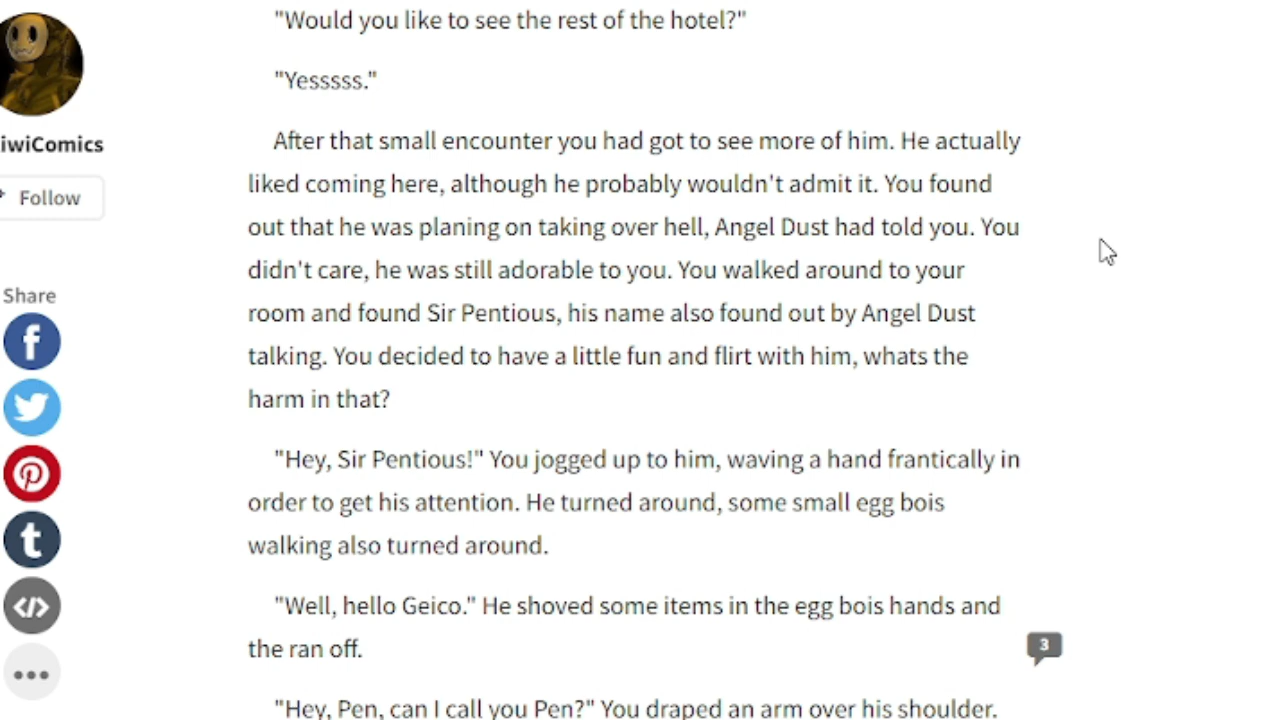 "Would you like to see the rest of the hotel?"
"Yesssss."
After that small encounter you had got to see more of him. He actually
liked coming here, although he probably wouldn't admit it. You found
out that he was planing on taking over hell, Angel Dust had told you. You
didn't care, he was still adorable to you. You walked around to your
room and found Sir Pentious, his name also found out by Angel Dust
talking. You decided to have a little fun and flirt with him, whats the
harm in that?
"Hey, Sir Pentious!" You jogged up to him, waving a hand frantically in
order to get his attention. He turned around, some small egg bois
walking also turned around.
"Well, hello Geico." He shoved some items in the egg bois hands and
the ran off.
3
"Hey, Pen, can I call you Pen?" You draped an arm over his shoulder.
iwiComics
Follow
Share